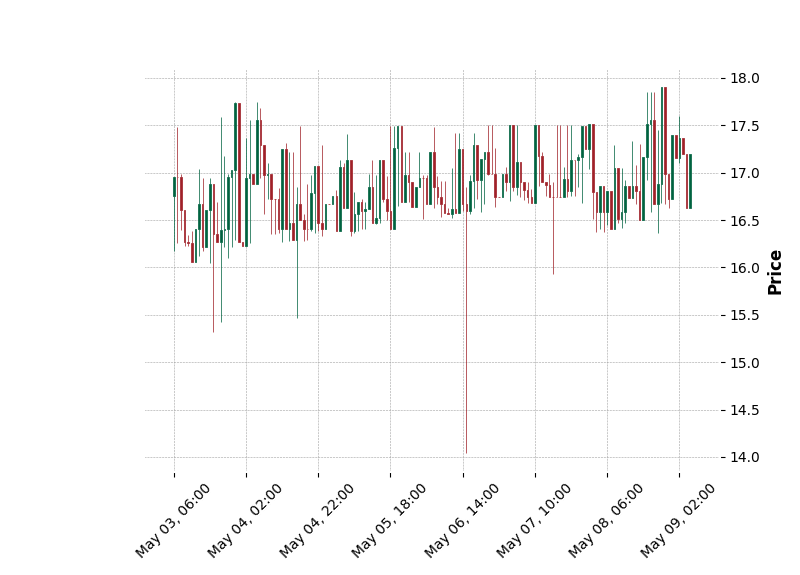 18.0
17.5
17.0
16.5
16.0
15.5
15.0
14.5
14.0
Price
May 03, 06:00
May 04, 02:00
May 04, 22:00
May 05, 18:00
May 06, 14:00
May 07, 10:00
May 08, 06:00
May 09, 02:00